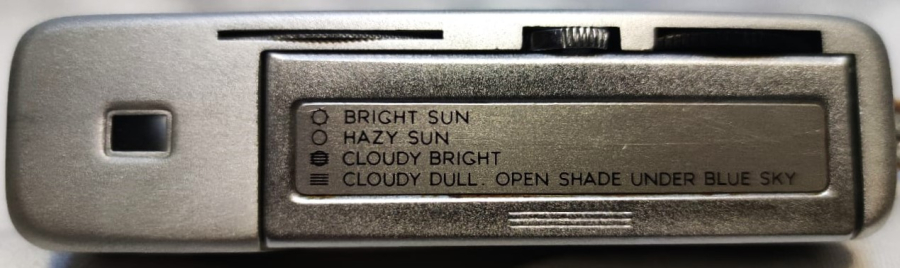 BRIGHT SUN
HAZY SUN
CLOUDY BRIGHT
CLOUDY DULL. OPEN SHADE UNDER BLUE SKY